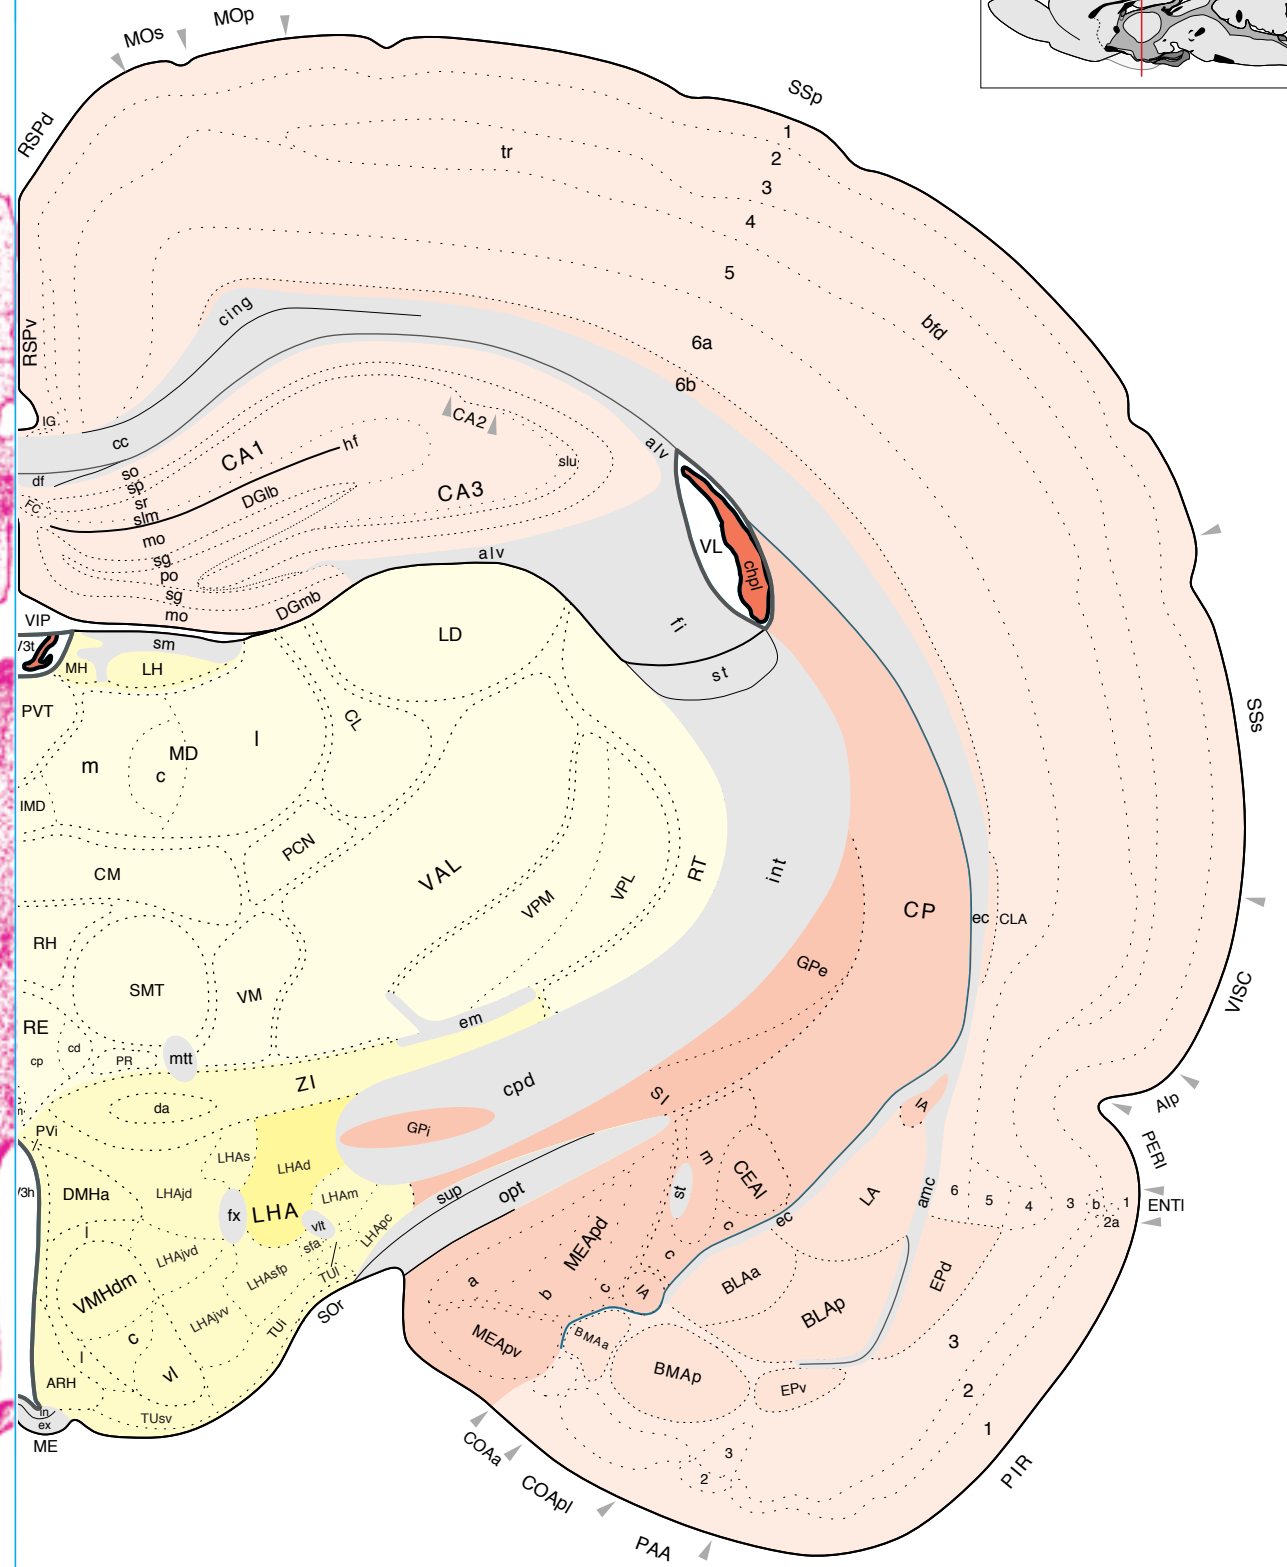 MOp
MOs
RSPd
SSp
1
2
tr
3
4
5
bfd
cing
RSPv
6a
6b
IG
CA2
cc
CA1
hf
alv
slu
so
df
sp
CA3
DGlb
sr
FC
slm
mo
VL
alv
sg
chpl
po
sg
DGmb
mo
VIP
fi
LD
V3t
sm
MH
LH
st
PVT
CL
SSs
l
MD
m
c
IMD
PCN
CM
VAL
RT
int
VPL
VPM
CP
ec
CLA
RH
GPe
SMT
VM
VISC
em
RE
cd
cp
PR
mtt
ZI
cpd
SI
da
GPi
IA
AIp
PVi
PERI
LHAs
LHAd
m
CEAl
V3h
DMHa
LHAjd
LHAm
sup
opt
st
LA
amc
6
5
4
3
b
1
ENTl
2a
fx
LHA
vlt
c
ec
i
LHApc
sfa
MEApd
c
LHAjvd
LHAsfp
TUi
a
b
c
IA
BLAa
EPd
VMHdm
SOr
BLAp
LHAjvv
TUi
c
MEApv
BMAa
3
l
vl
BMAp
EPv
ARH
2
in
TUsv
ex
1
ME
COAa
3
2
PIR
COApl
PAA